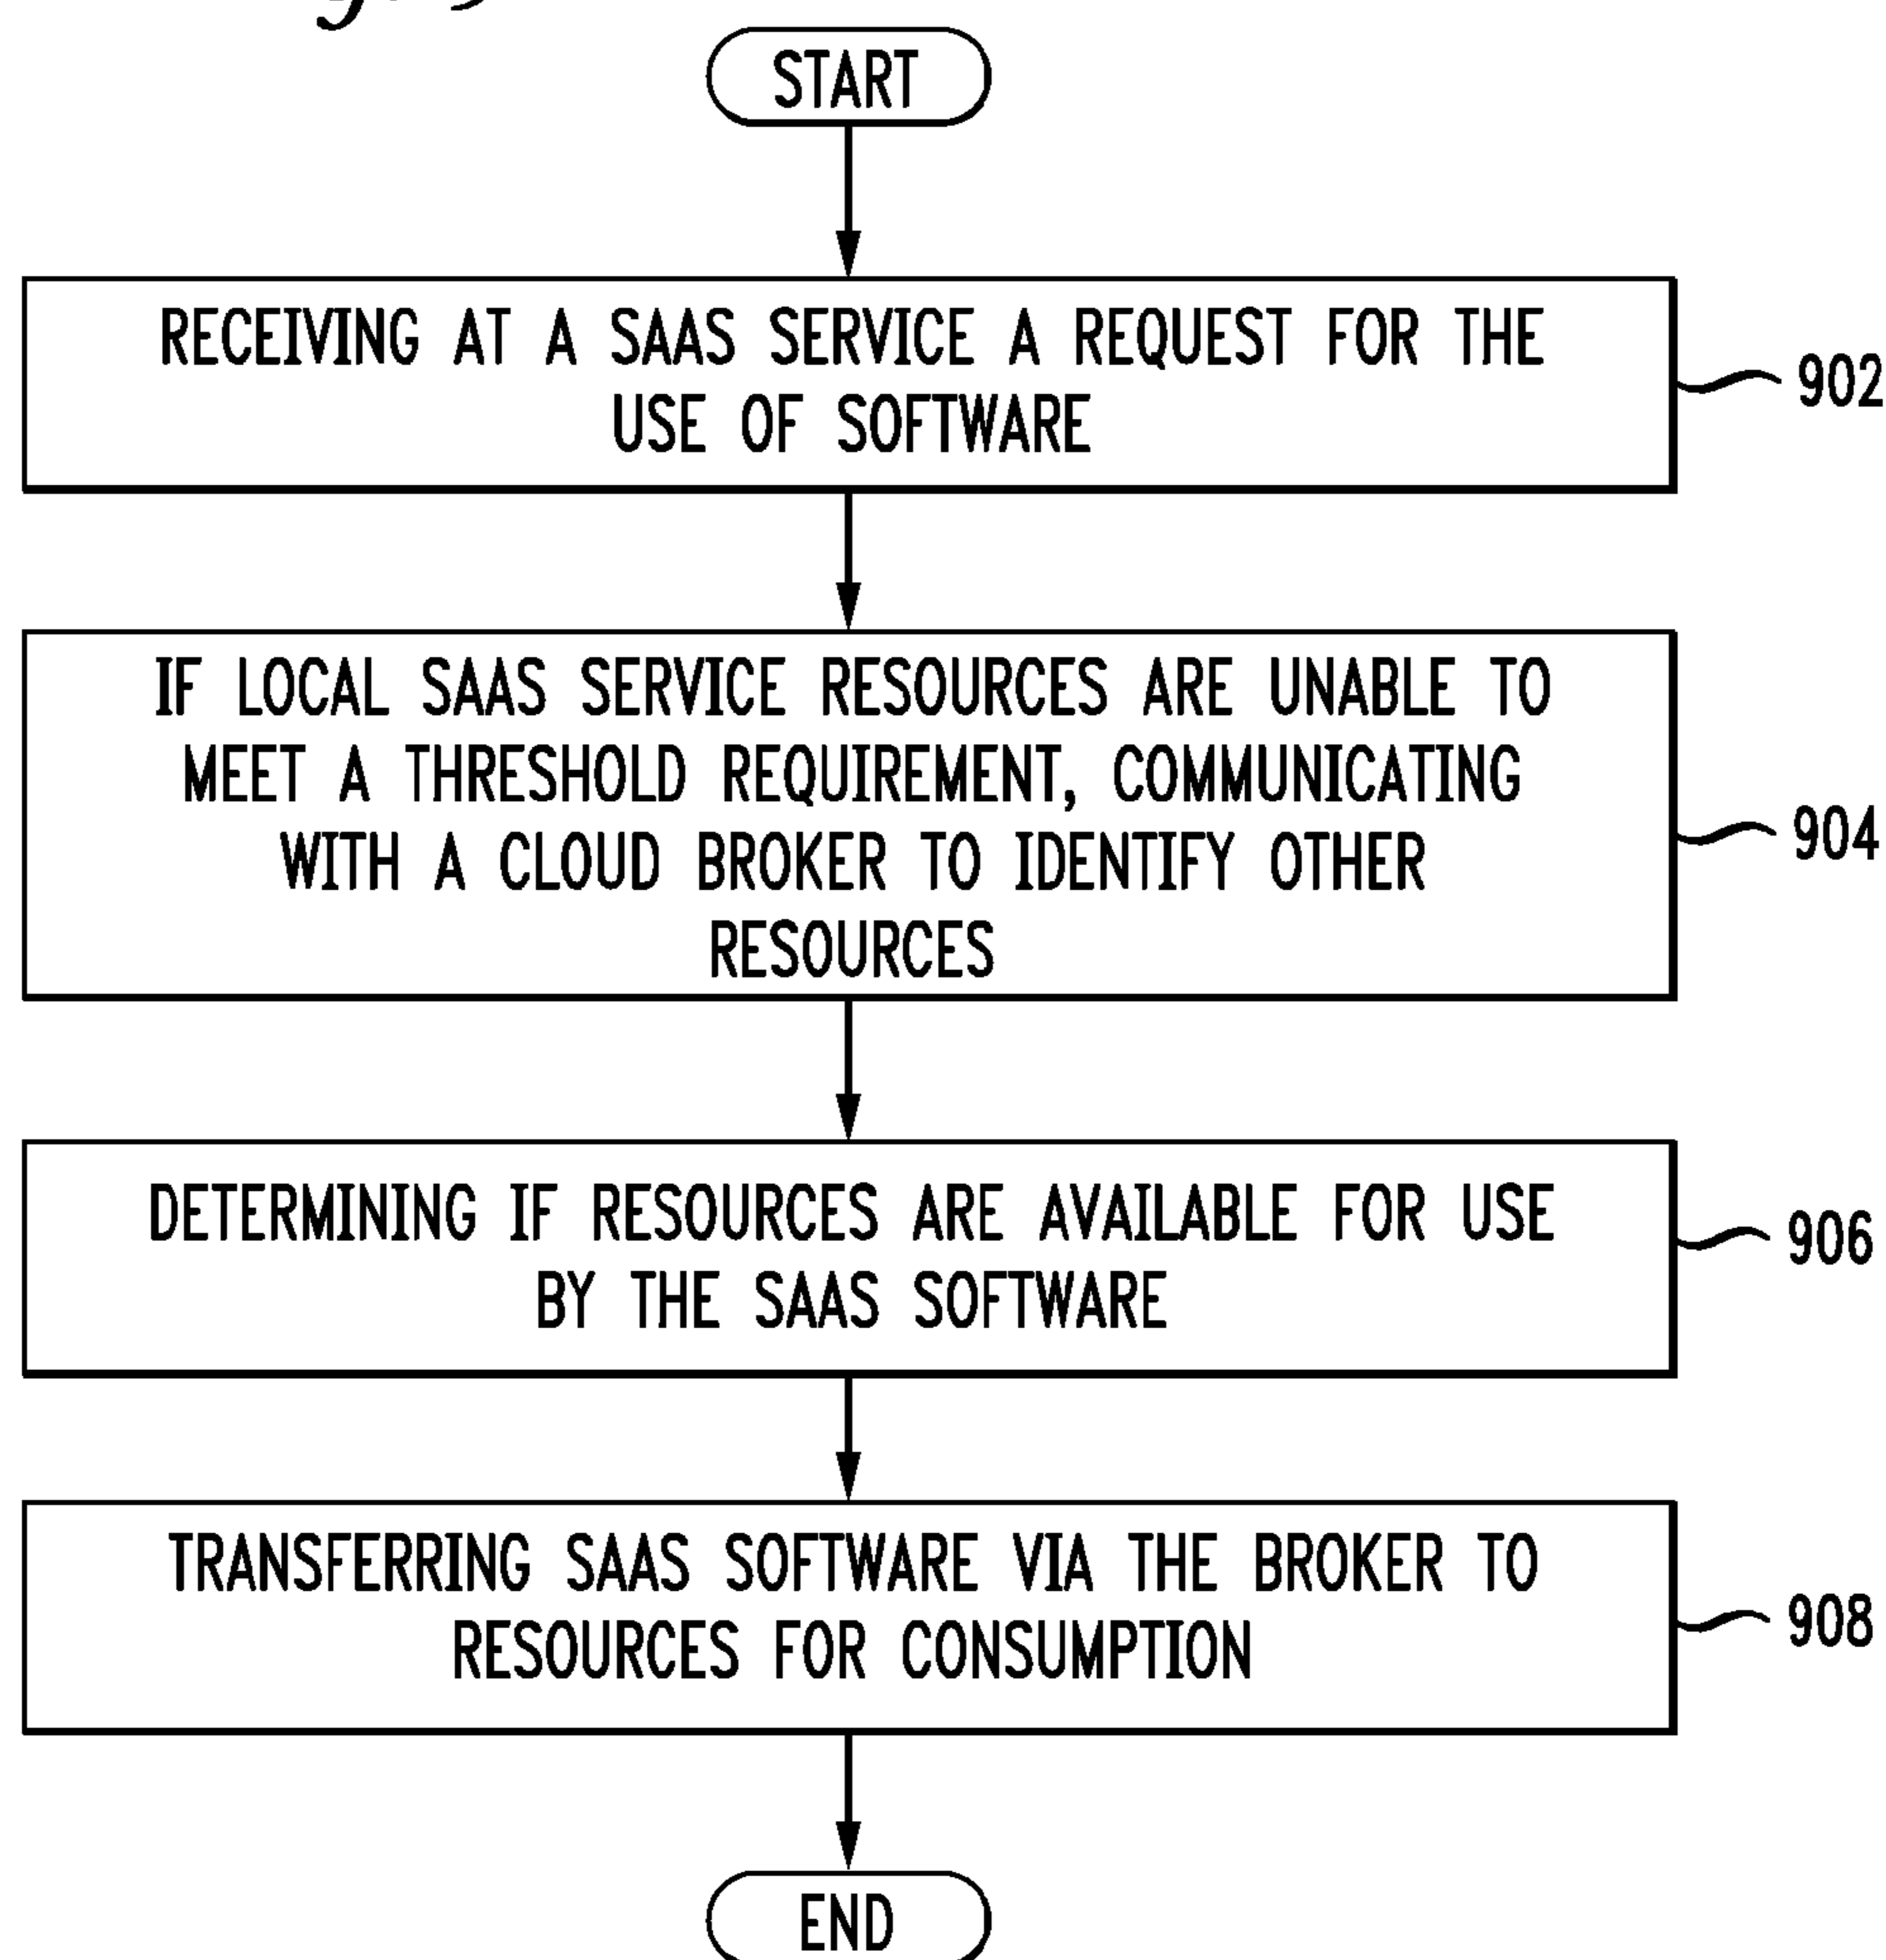 START
RECEIVING AT A SAAS SERVICE A REQUEST FOR THE
USE OF SOFTWARE
902
IF LOCAL SAAS SERVICE RESOURCES ARE UNABLE TO
MEET A THRESHOLD REQUIREMENT, COMMUNICATING
WITH A CLOUD BROKER TO IDENTIFY OTHER
RESOURCES
904
DETERMINING IF RESOURCES ARE AVAILABLE FOR USE
BY THE SAAS SOFTWARE
906
TRANSFERRING SAAS SOFTWARE VIA THE BROKER TO
RESOURCES FOR CONSUMPTION
908
END